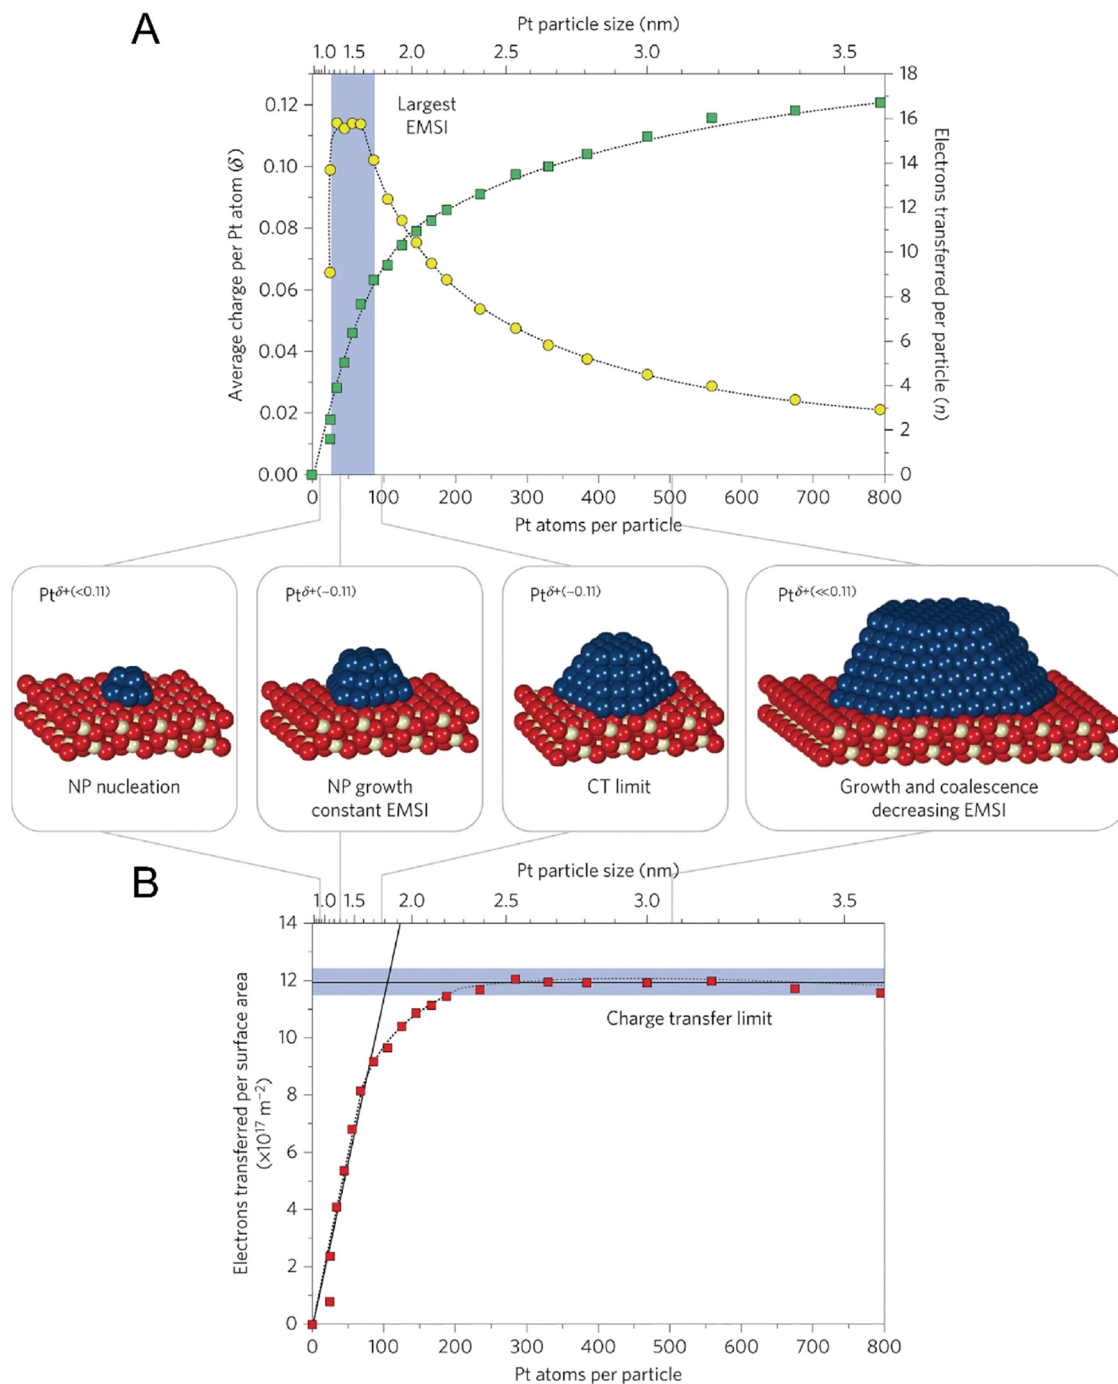 A
Pt particle size (nm)
1.0 1.5 2.0 2.5 3.0 3.5
Largest
EMSI
Average charge per Pt atom (δ)
0.12
0.10
0.08
0.06
0.04
0.02
0.00
Electrons transferred per particle (n)
18
16
14
12
10
8
6
4
2
0
0 100 200 300 400 500 600 700 800
Pt atoms per particle
Pt^δ+(<0.11)
NP nucleation
Pt^δ+(~0.11)
NP growth
constant EMSI
Pt^δ+(~0.11)
CT limit
Pt^δ+(≪0.11)
Growth and coalescence
decreasing EMSI
B
Pt particle size (nm)
1.0 1.5 2.0 2.5 3.0 3.5
Electrons transferred per surface area
(×10^17 m^−2)
14
12
10
8
6
4
2
0
Charge transfer limit
0 100 200 300 400 500 600 700 800
Pt atoms per particle